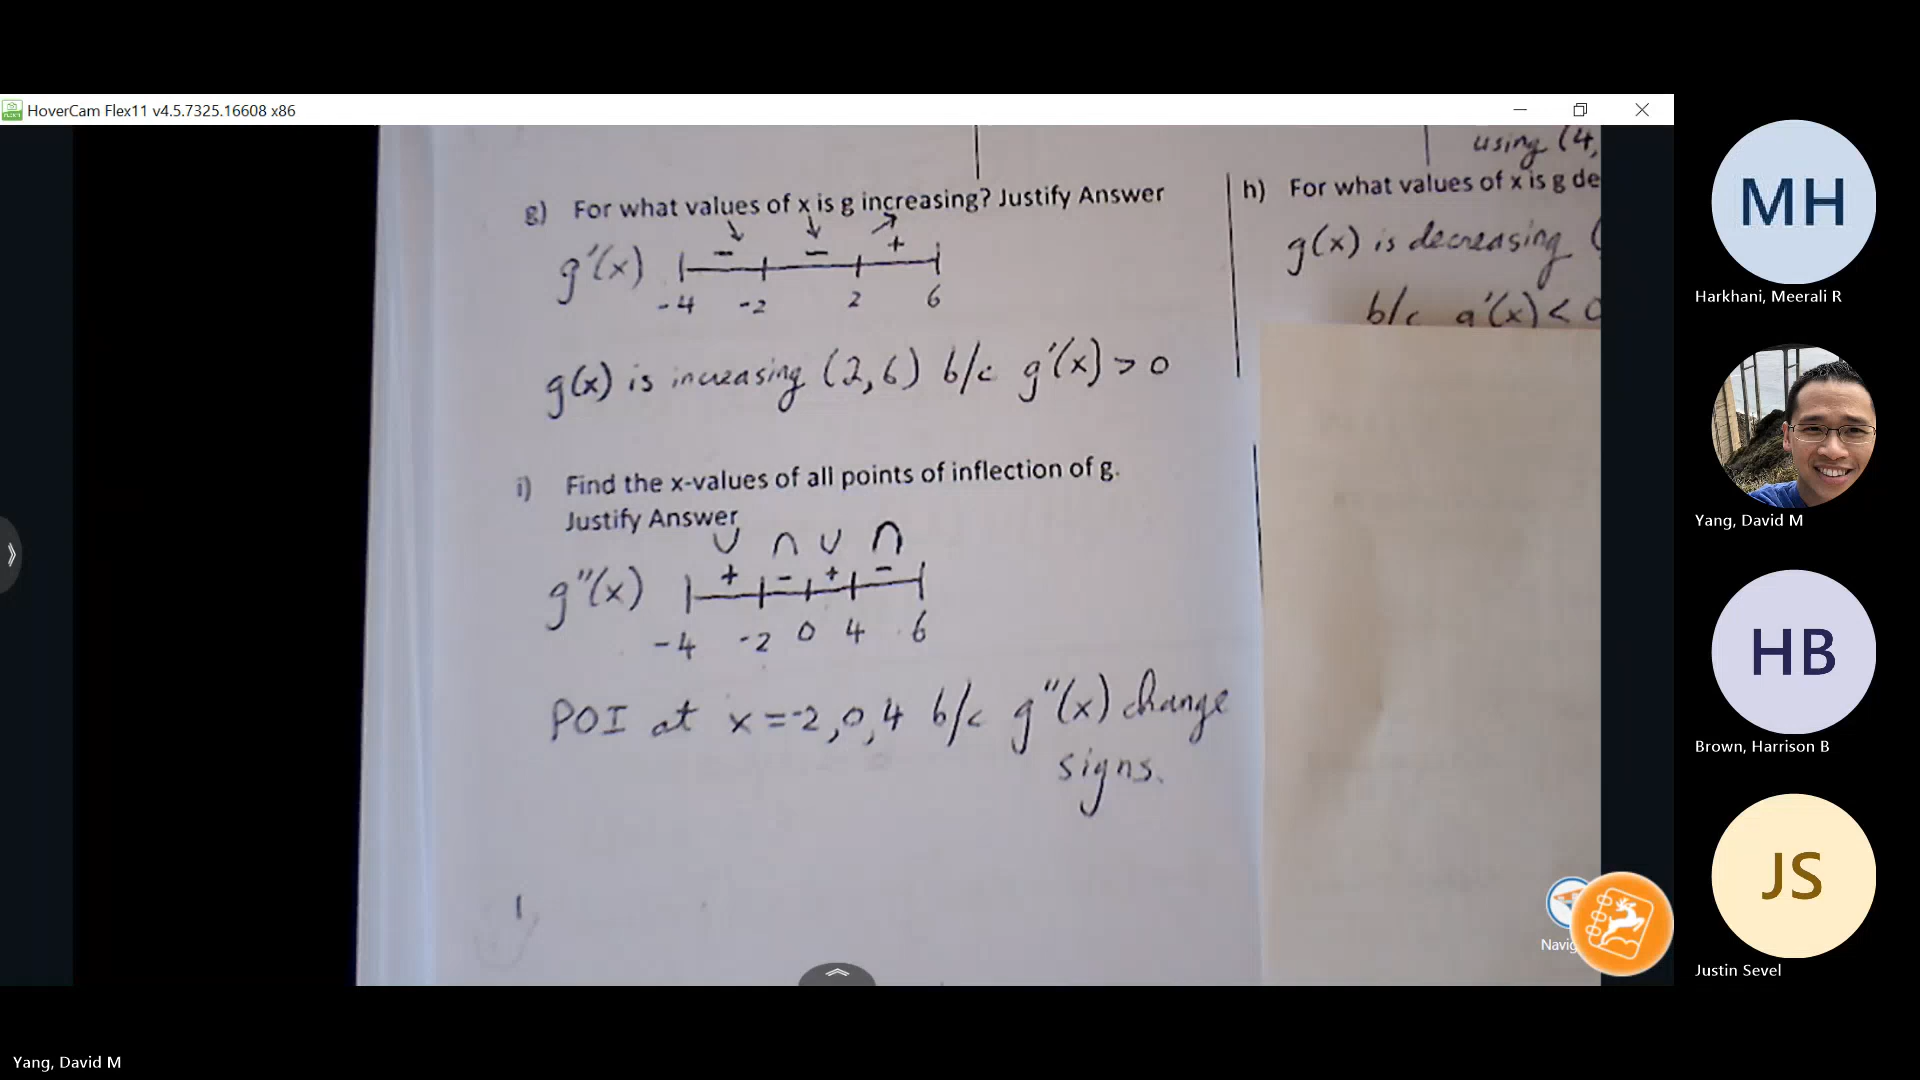 HoverCam Flex11 v4.5.7325.16608 x86
using (4,
g) For what values of x is g increasing? Justify Answer
g'(x) - - +
-4 -2 2 6
g(x) is increasing (2,6) b/c g'(x) > 0
h) For what values of x is g de
g(x) is decreasing (
b/c g'(x) < 0
i) Find the x-values of all points of inflection of g.
Justify Answer
∪ ∩ ∪ ∩
g"(x) + - + -
-4 -2 0 4 6
POI at x = -2, 0, 4 b/c g"(x) change
signs.
Navig
MH
Harkhani, Meerali R
Yang, David M
HB
Brown, Harrison B
JS
Justin Sevel
Yang, David M